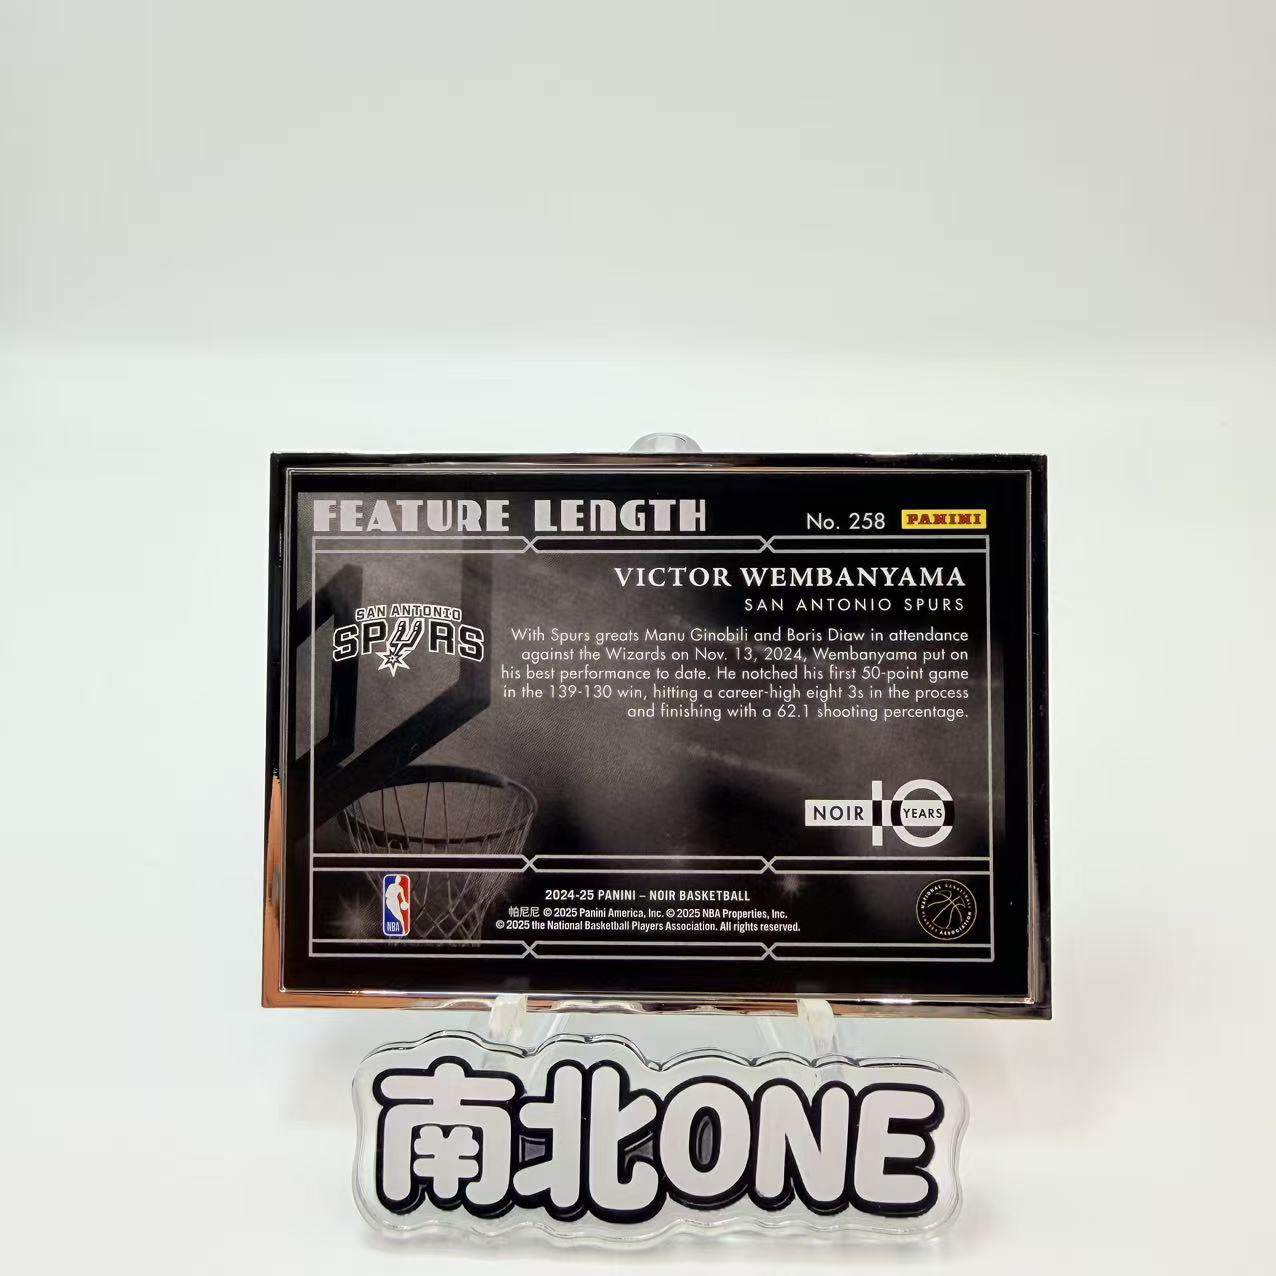 FEATURE LENGTH
No. 258 PANINI
VICTOR WEMBANYAMA
SAN ANTONIO SPURS
SAN ANTONIO
SPURS
With Spurs greats Manu Ginobili and Boris Diaw in attendance
against the Wizards on Nov. 13, 2024, Wembanyama put on
his best performance to date. He notched his first 50-point game
in the 139-130 win, hitting a career-high eight 3s in the process
and finishing with a 62.1 shooting percentage.
NOIR 10 YEARS
2024-25 PANINI – NOIR BASKETBALL
帕尼尼 © 2025 Panini America, Inc. © 2025 NBA Properties, Inc.
© 2025 the National Basketball Players Association. All rights reserved.
NBA
NATIONAL BASKETBALL
PLAYERS ASSOCIATION
南北ONE